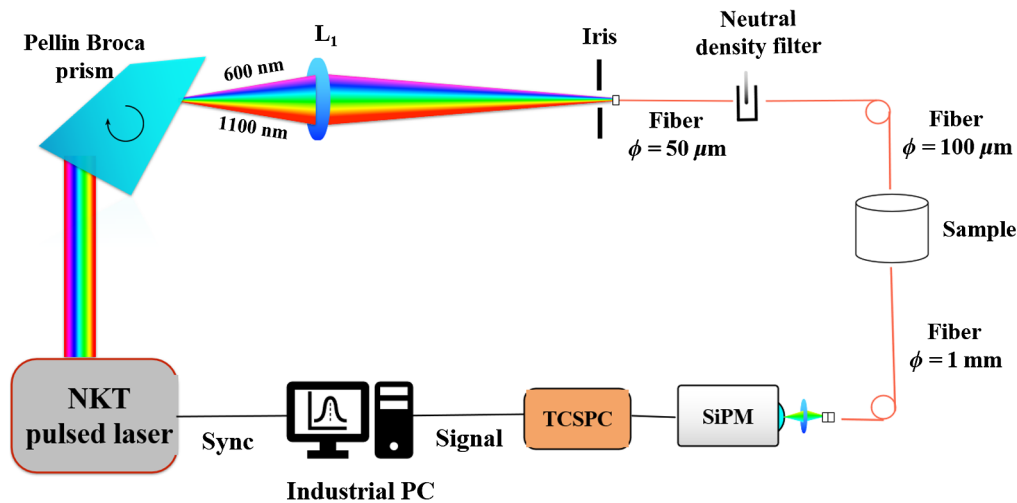 Pellin Broca
prism
600 nm
1100 nm
L₁
Iris
Neutral
density filter
Fiber
ϕ = 50 μm
Fiber
ϕ = 100 μm
Sample
Fiber
ϕ = 1 mm
NKT
pulsed laser
Sync
Industrial PC
Signal
TCSPC
SiPM